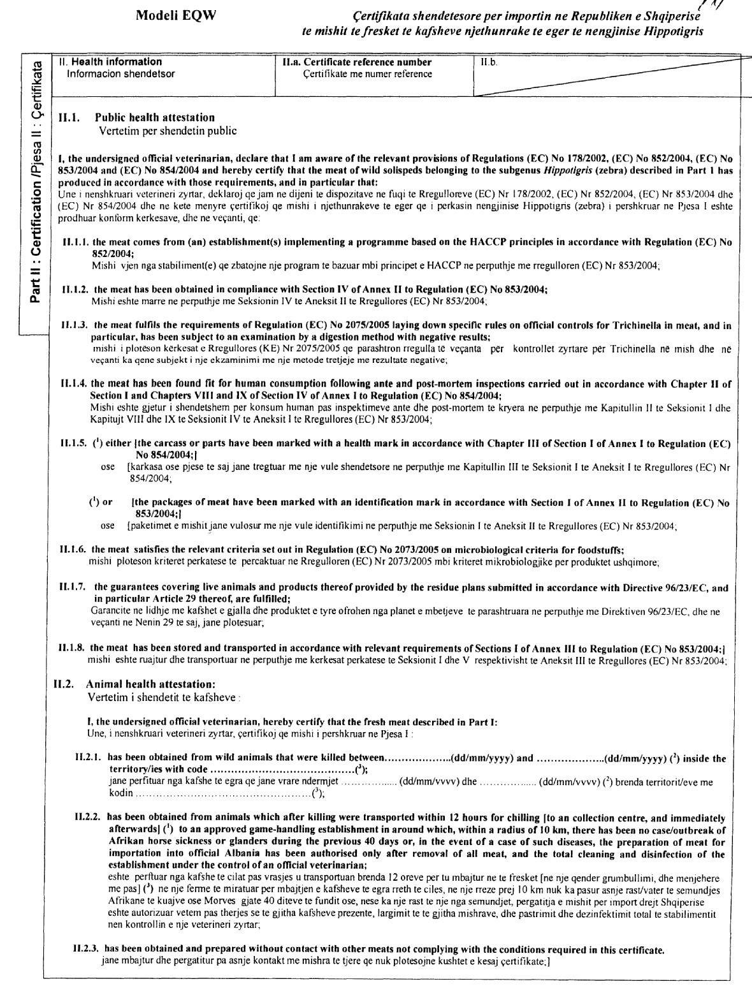 Modeli EQW
Çertifikata shendetesore per importin ne Republiken e Shqiperise
te mishit te fresket te kafsheve njethunrake te eger te nengjinise Hippotigris
Part II : Certification /Pjesa II : Çertifikata
II. Health information
Informacion shendetsor
II.a. Certificate reference number
Çertifikate me numer reference
II.b.
II.1. Public health attestation
Vertetim per shendetin public
I, the undersigned official veterinarian, declare that I am aware of the relevant provisions of Regulations (EC) No 178/2002, (EC) No 852/2004, (EC) No
853/2004 and (EC) No 854/2004 and hereby certify that the meat of wild solispeds belonging to the subgenus Hippotigris (zebra) described in Part 1 has
produced in accordance with those requirements, and in particular that:
Une i nenshkruari veterineri zyrtar, deklaroj qe jam ne dijeni te dispozitave ne fuqi te Rregulloreve (EC) Nr 178/2002, (EC) Nr 852/2004, (EC) Nr 853/2004 dhe
(EC) Nr 854/2004 dhe ne kete menyre çertifikoj qe mishi i njethunrakeve te eger qe i perkasin nengjinise Hippotigris (zebra) i pershkruar ne Pjesa I eshte
prodhuar konform kerkesave, dhe ne veçanti, qe:
II.1.1. the meat comes from (an) establishment(s) implementing a programme based on the HACCP principles in accordance with Regulation (EC) No
852/2004;
Mishi vjen nga stabiliment(e) qe zbatojne nje program te bazuar mbi principet e HACCP ne perputhje me rregulloren (EC) Nr 853/2004;
II.1.2. the meat has been obtained in compliance with Section IV of Annex II to Regulation (EC) No 853/2004;
Mishi eshte marre ne perputhje me Seksionin IV te Aneksit II te Rregullores (EC) Nr 853/2004;
II.1.3. the meat fulfils the requirements of Regulation (EC) No 2075/2005 laying down specific rules on official controls for Trichinella in meat, and in
particular, has been subject to an examination by a digestion method with negative results;
mishi i plotëson kërkesat e Rregullores (KE) Nr 2075/2005 qe parashtron rregulla të veçanta për kontrollet zyrtare për Trichinella në mish dhe në
veçanti ka qene subjekt i nje ekzaminimi me nje metode tretjeje me rezultate negative;
II.1.4. the meat has been found fit for human consumption following ante and post-mortem inspections carried out in accordance with Chapter II of
Section I and Chapters VIII and IX of Section IV of Annex I to Regulation (EC) No 854/2004;
Mishi eshte gjetur i shendetshem per konsum human pas inspektimeve ante dhe post-mortem te kryera ne perputhje me Kapitullin II te Seksionit I dhe
Kapitujt VIII dhe IX te Seksionit IV te Aneksit I te Rregullores (EC) Nr 853/2004;
II.1.5. (¹) either [the carcass or parts have been marked with a health mark in accordance with Chapter III of Section I of Annex I to Regulation (EC)
No 854/2004;]
ose [karkasa ose pjese te saj jane tregtuar me nje vule shendetsore ne perputhje me Kapitullin III te Seksionit I te Aneksit I te Rregullores (EC) Nr
854/2004;
(¹) or [the packages of meat have been marked with an identification mark in accordance with Section I of Annex II to Regulation (EC) No
853/2004;]
ose [paketimet e mishit jane vulosur me nje vule identifikimi ne perputhje me Seksionin I te Aneksit II te Rregullores (EC) Nr 853/2004;
II.1.6. the meat satisfies the relevant criteria set out in Regulation (EC) No 2073/2005 on microbiological criteria for foodstuffs;
mishi ploteson kriteret perkatese te percaktuar ne Rregulloren (EC) Nr 2073/2005 mbi kriteret mikrobiologjike per produktet ushqimore;
II.1.7. the guarantees covering live animals and products thereof provided by the residue plans submitted in accordance with Directive 96/23/EC, and
in particular Article 29 thereof, are fulfilled;
Garancite ne lidhje me kafshet e gjalla dhe produktet e tyre ofrohen nga planet e mbetjeve te parashtruara ne perputhje me Direktiven 96/23/EC, dhe ne
veçanti ne Nenin 29 te saj, jane plotesuar;
II.1.8. the meat has been stored and transported in accordance with relevant requirements of Sections I of Annex III to Regulation (EC) No 853/2004;]
mishi eshte ruajtur dhe transportuar ne perputhje me kerkesat perkatese te Seksionit I dhe V respektivisht te Aneksit III te Rregullores (EC) Nr 853/2004;
II.2. Animal health attestation:
Vertetim i shendetit te kafsheve :
I, the undersigned official veterinarian, hereby certify that the fresh meat described in Part I:
Une, i nenshkruari veterineri zyrtar, çertifikoj qe mishi i pershkruar ne Pjesa I :
II.2.1. has been obtained from wild animals that were killed between...................(dd/mm/yyyy) and ...................(dd/mm/yyyy) (²) inside the
territory/ies with code .........................................(³);
jane perfituar nga kafshe te egra qe jane vrare ndermjet ................. (dd/mm/vvvv) dhe ................. (dd/mm/vvvv) (²) brenda territorit/eve me
kodin ..................................................(³);
II.2.2. has been obtained from animals which after killing were transported within 12 hours for chilling [to an collection centre, and immediately
afterwards] (¹) to an approved game-handling establishment in around which, within a radius of 10 km, there has been no case/outbreak of
Afrikan horse sickness or glanders during the previous 40 days or, in the event of a case of such diseases, the preparation of meat for
importation into official Albania has been authorised only after removal of all meat, and the total cleaning and disinfection of the
establishment under the control of an official veterinarian;
eshte perftuar nga kafshe te cilat pas vrasjes u transportuan brenda 12 oreve per tu mbajtur ne te fresket [ne nje qender grumbullimi, dhe menjehere
me pas] (³) ne nje ferme te miratuar per mbajtjen e kafsheve te egra rreth te ciles, ne nje rreze prej 10 km nuk ka pasur asnje rast/vater te semundjes
Afrikane te kuajve ose Morves gjate 40 diteve te fundit ose, nese ka nje rast te nje nga semundjet, pergatitja e mishit per import drejt Shqiperise
eshte autorizuar vetem pas therjes se te gjitha kafsheve prezente, largimit te te gjitha mishrave, dhe pastrimit dhe dezinfektimit total te stabilimentit
nen kontrollin e nje veterineri zyrtar;
II.2.3. has been obtained and prepared without contact with other meats not complying with the conditions required in this certificate.
jane mbajtur dhe pergatitur pa asnje kontakt me mishra te tjere qe nuk plotesojne kushtet e kesaj çertifikate;]